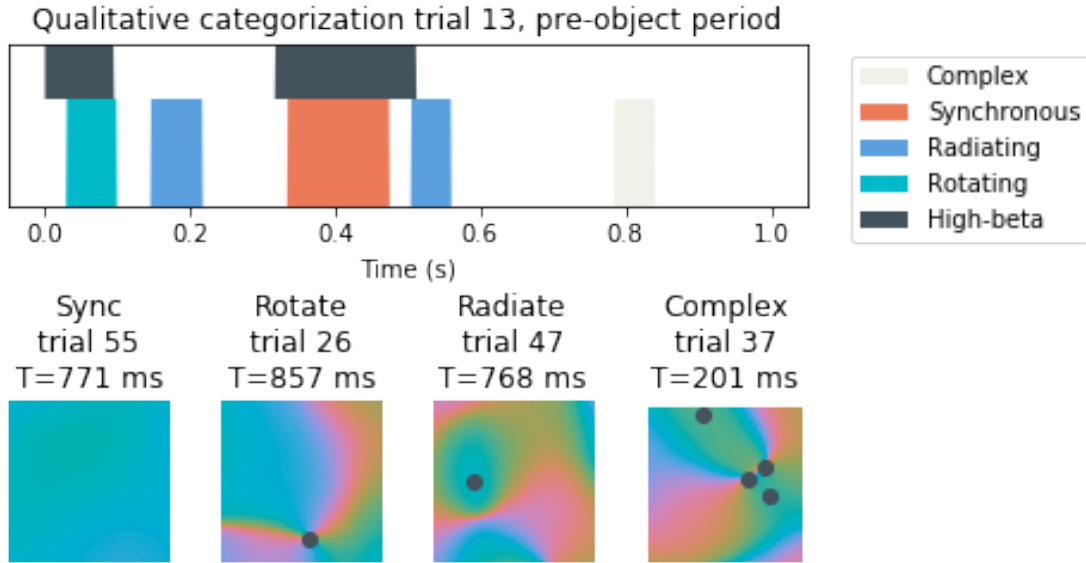 Qualitative categorization trial 13, pre-object period
Complex
Synchronous
Radiating
Rotating
High-beta
0.0 0.2 0.4 0.6 0.8 1.0
Time (s)
Sync
trial 55
T=771 ms
Rotate
trial 26
T=857 ms
Radiate
trial 47
T=768 ms
Complex
trial 37
T=201 ms